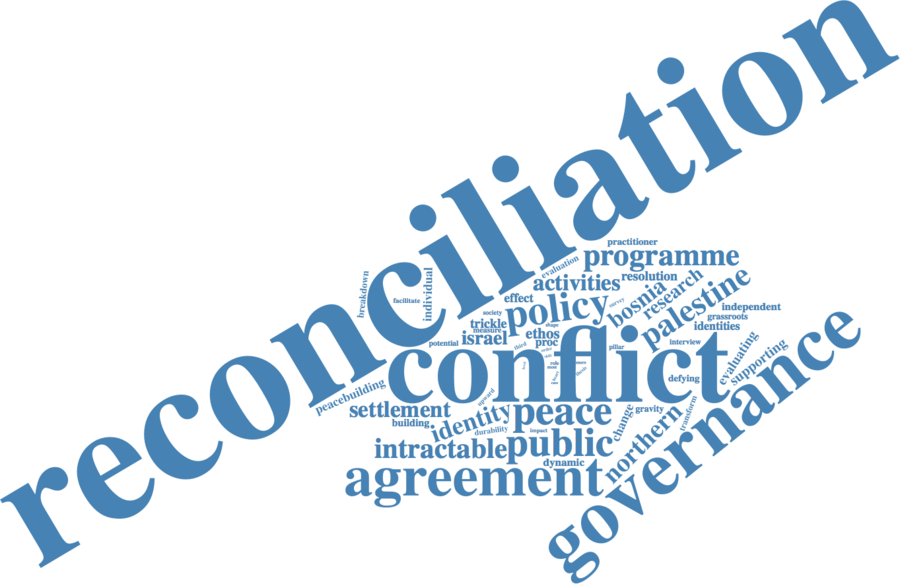 reconciliation
practitioner
programme
evaluation
resolution
activities
research
breakdown
facilitate
individual
effect
policy
survey
bosnia
palestine
independent
society
trickle
grassroots
measure
ethos
identities
potential
israel
proc
shape
third
pillar
interview
conflict
evaluating
supporting
governance
defying
peacebuilding
upward
settlement
identity
peace
change
gravity
transform
building
durability
impact
northern
intractable
public
dynamic
agreement